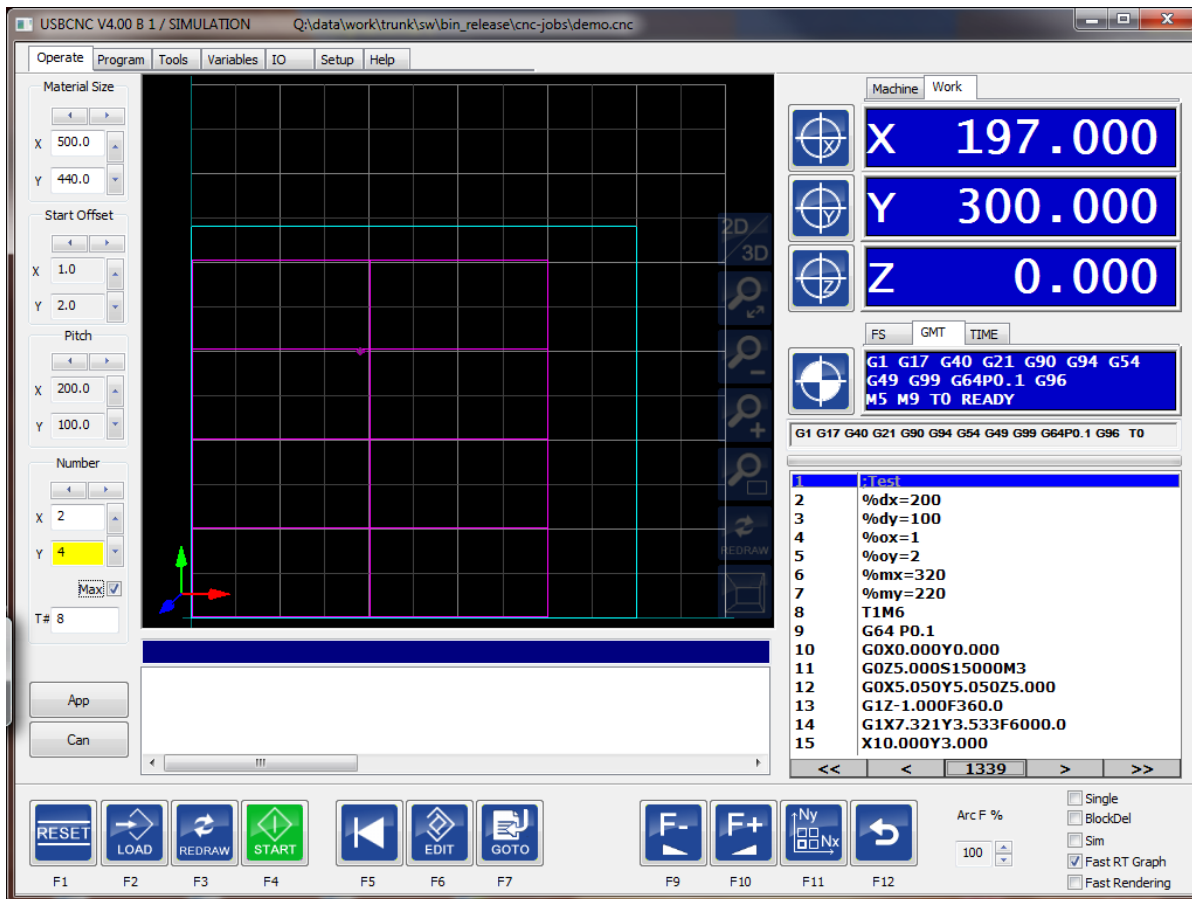 USBCNC V4.00 B 1 / SIMULATION Q:\data\work\trunk\sw\bin_release\cnc-jobs\demo.cnc
Operate Program Tools Variables IO Setup Help
Material Size
X 500.0
Y 440.0
Start Offset
X 1.0
Y 2.0
Pitch
X 200.0
Y 100.0
Number
X 2
Y 4
Max
T# 8
App
Can
2D/3D
REDRAW
Machine Work
X 197.000
Y 300.000
Z 0.000
X
Y
Z
FS GMT TIME
G1 G17 G40 G21 G90 G94 G54
G49 G99 G64P0.1 G96
M5 M9 T0 READY
G1 G17 G40 G21 G90 G94 G54 G49 G99 G64P0.1 G96 T0
1 ;Test
2 %dx=200
3 %dy=100
4 %ox=1
5 %oy=2
6 %mx=320
7 %my=220
8 T1M6
9 G64 P0.1
10 G0X0.000Y0.000
11 G0Z5.000S15000M3
12 G0X5.050Y5.050Z5.000
13 G1Z-1.000F360.0
14 G1X7.321Y3.533F6000.0
15 X10.000Y3.000
<< < 1339 > >>
RESET LOAD REDRAW START EDIT GOTO F- F+ Ny Nx
F1 F2 F3 F4 F5 F6 F7 F9 F10 F11 F12
Arc F %
100
Single
BlockDel
Sim
Fast RT Graph
Fast Rendering